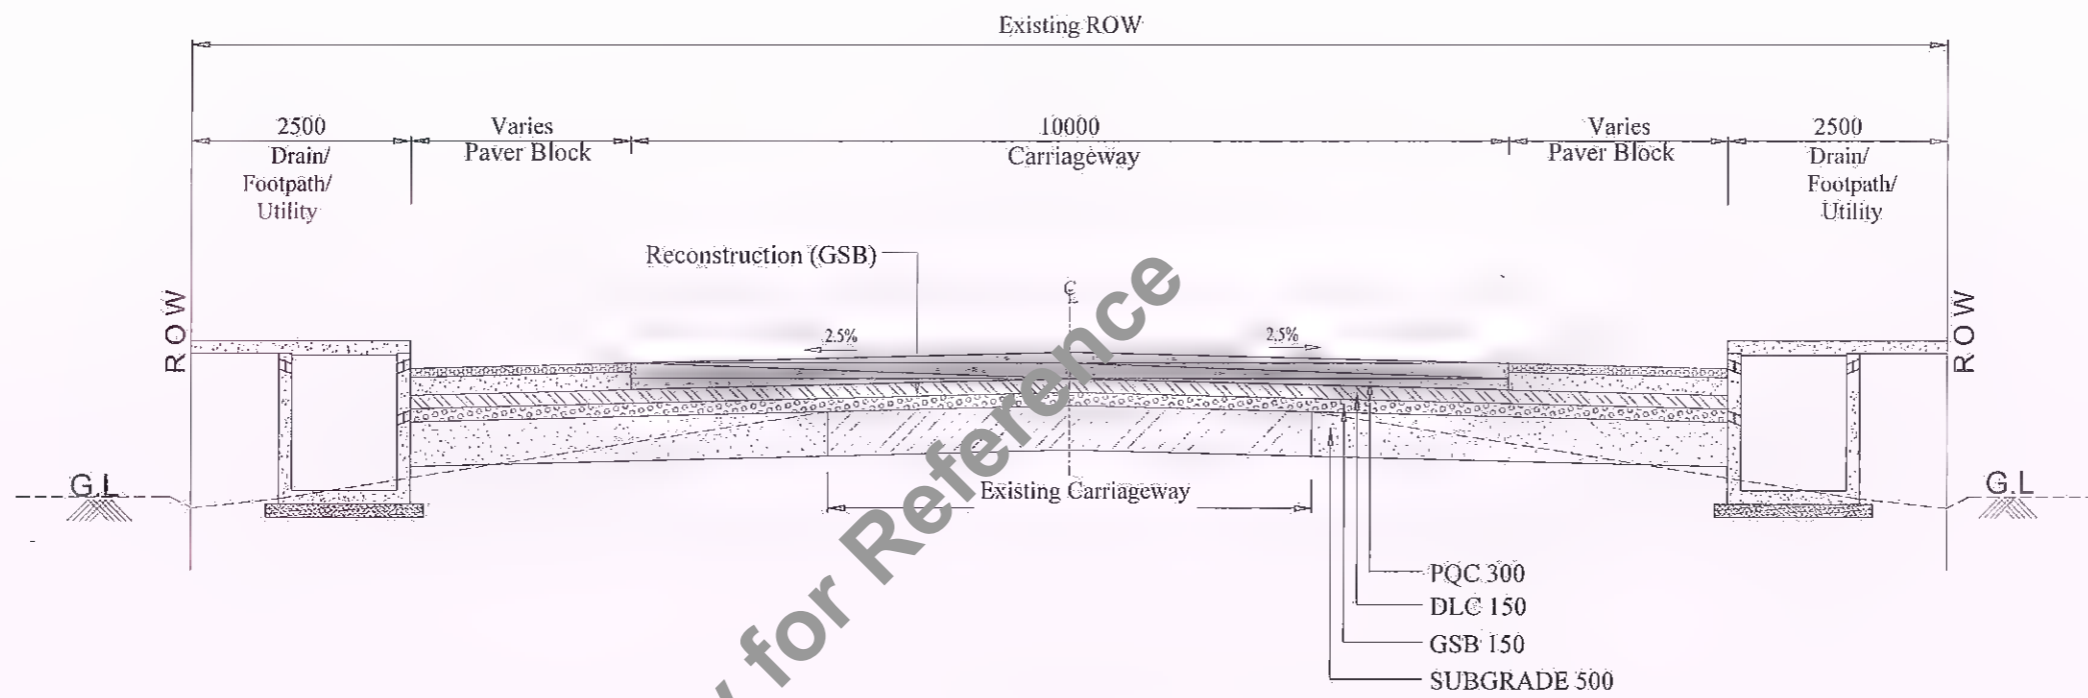 Existing ROW
2500
Varies
10000
Varies
2500
Drain/
Footpath/
Utility
Paver Block
Carriageway
Paver Block
Drain/
Footpath/
Utility
Reconstruction (GSB)
℄
ROW
2.5%
2.5%
ROW
G.L
Existing Carriageway
G.L
PQC 300
DLC 150
GSB 150
SUBGRADE 500
for Reference